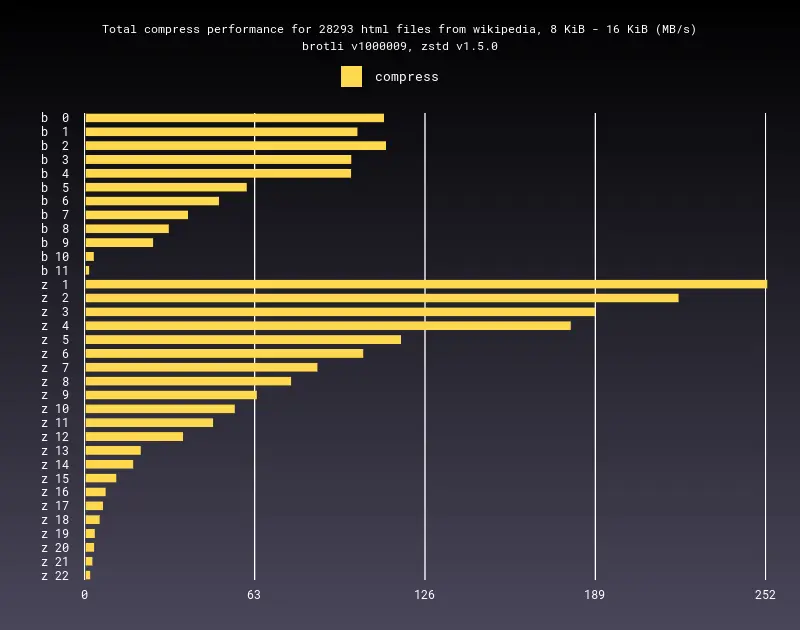 Total compress performance for 28293 html files from wikipedia, 8 KiB - 16 KiB (MB/s)
brotli v1000009, zstd v1.5.0
compress
b 0
b 1
b 2
b 3
b 4
b 5
b 6
b 7
b 8
b 9
b 10
b 11
z 1
z 2
z 3
z 4
z 5
z 6
z 7
z 8
z 9
z 10
z 11
z 12
z 13
z 14
z 15
z 16
z 17
z 18
z 19
z 20
z 21
z 22
0 63 126 189 252